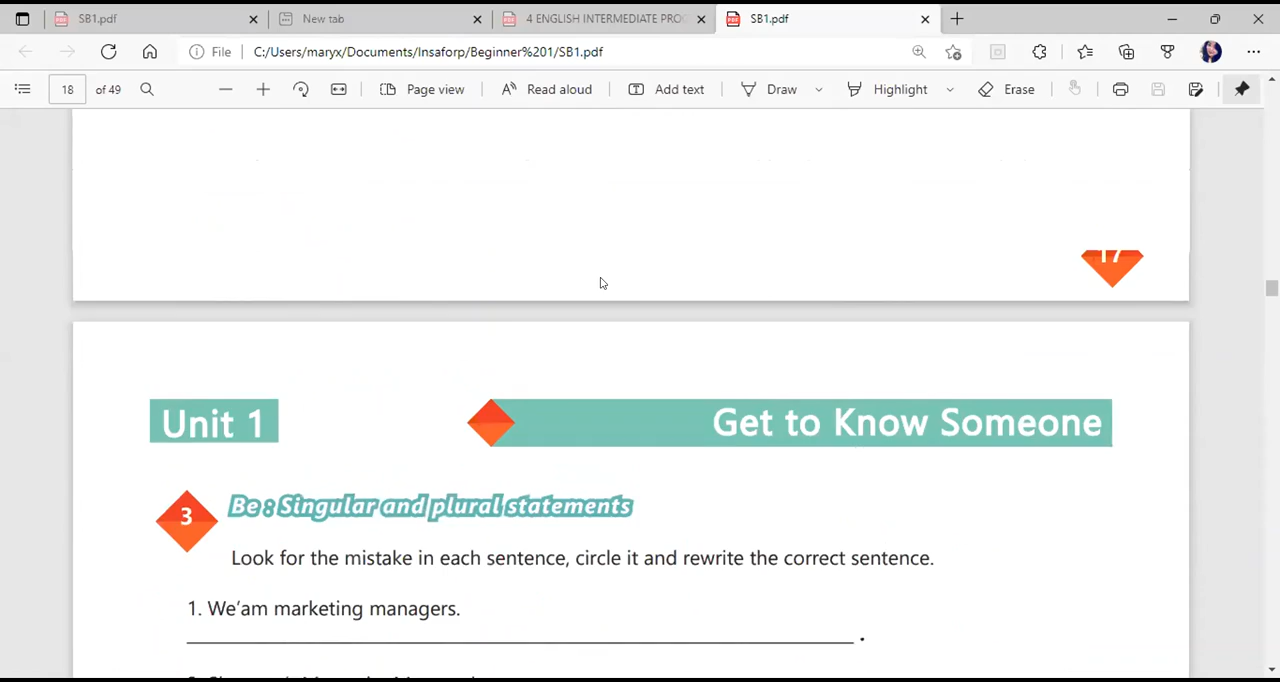 SB1.pdf
New tab
4 ENGLISH INTERMEDIATE PRO
SB1.pdf
File
C:/Users/maryx/Documents/Insaforp/Beginner%201/SB1.pdf
18 of 49
Page view
Read aloud
Add text
Draw
Highlight
Erase
17
Unit 1
Get to Know Someone
3
Be : Singular and plural statements
Look for the mistake in each sentence, circle it and rewrite the correct sentence.
1. We'am marketing managers.